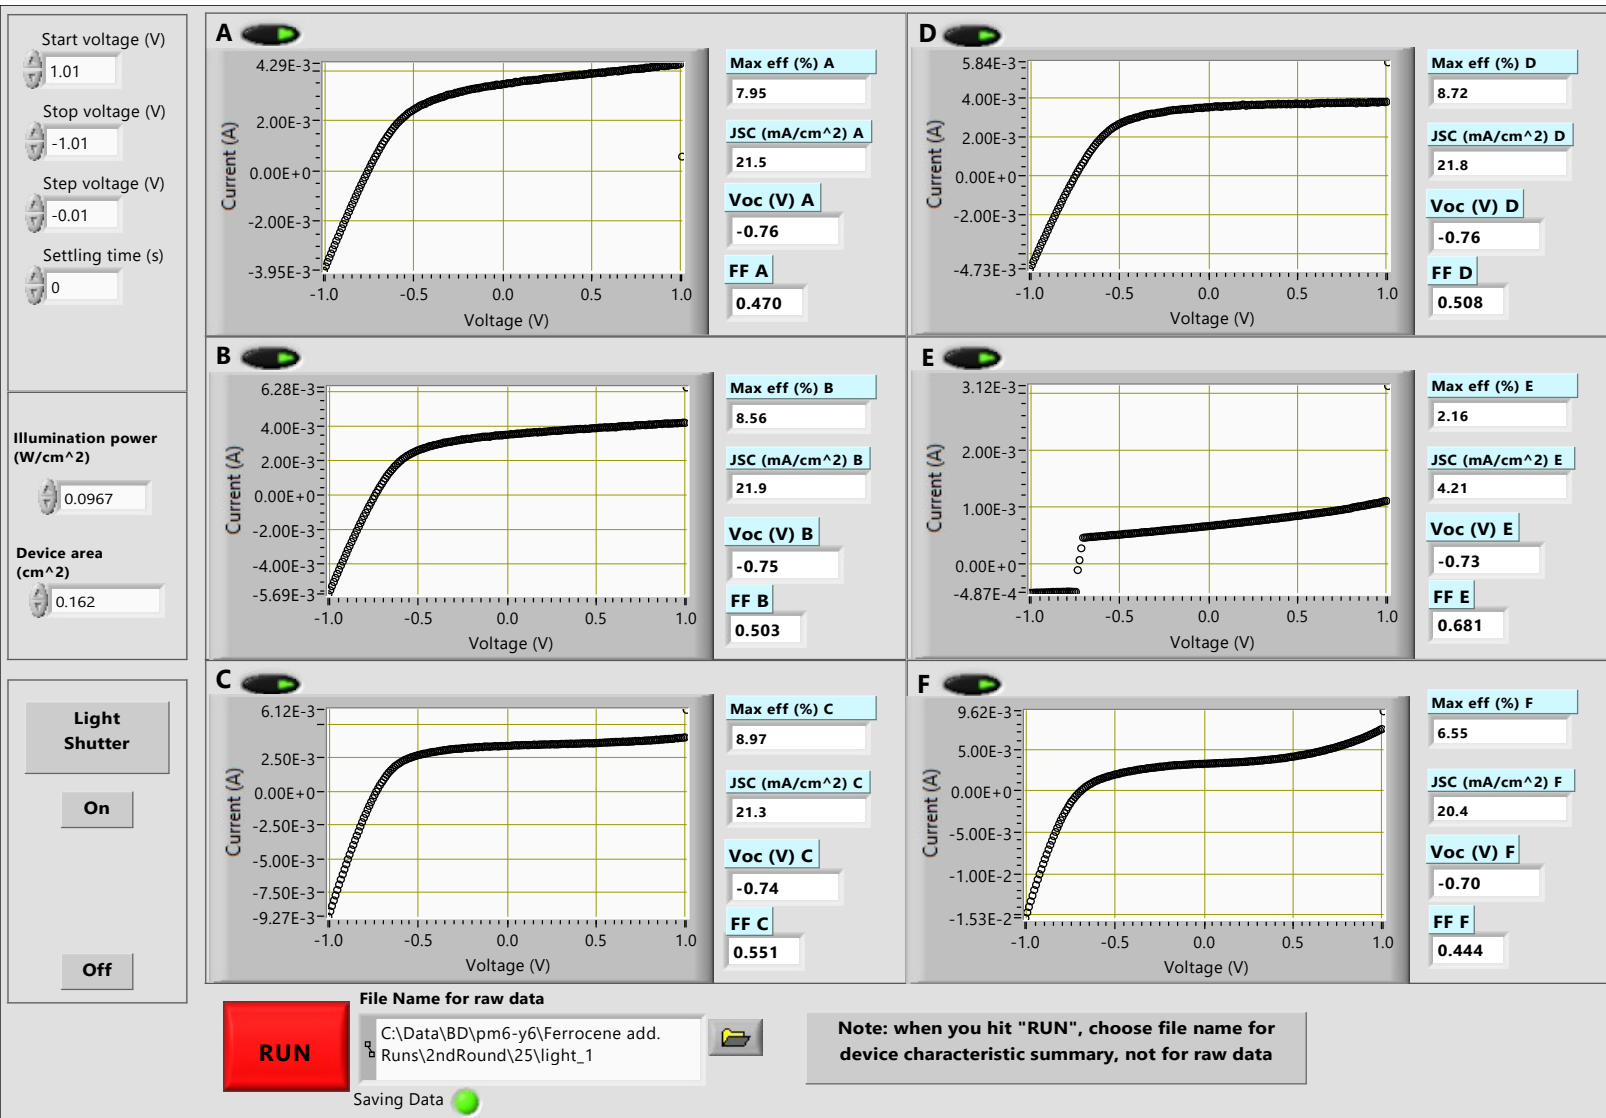 Start voltage (V)
1.01
Stop voltage (V)
-1.01
Step voltage (V)
-0.01
Settling time (s)
0
Illumination power
(W/cm^2)
0.0967
Device area
(cm^2)
0.162
Light
Shutter
On
Off
A
Current (A)
4.29E-3
2.00E-3
0.00E+0
-2.00E-3
-3.95E-3
-1.0 -0.5 0.0 0.5 1.0
Voltage (V)
Max eff (%) A
7.95
JSC (mA/cm^2) A
21.5
Voc (V) A
-0.76
FF A
0.470
D
Current (A)
5.84E-3
4.00E-3
2.00E-3
0.00E+0
-2.00E-3
-4.73E-3
-1.0 -0.5 0.0 0.5 1.0
Voltage (V)
Max eff (%) D
8.72
JSC (mA/cm^2) D
21.8
Voc (V) D
-0.76
FF D
0.508
B
Current (A)
6.28E-3
4.00E-3
2.00E-3
0.00E+0
-2.00E-3
-4.00E-3
-5.69E-3
-1.0 -0.5 0.0 0.5 1.0
Voltage (V)
Max eff (%) B
8.56
JSC (mA/cm^2) B
21.9
Voc (V) B
-0.75
FF B
0.503
E
Current (A)
3.12E-3
2.00E-3
1.00E-3
0.00E+0
-4.87E-4
-1.0 -0.5 0.0 0.5 1.0
Voltage (V)
Max eff (%) E
2.16
JSC (mA/cm^2) E
4.21
Voc (V) E
-0.73
FF E
0.681
C
Current (A)
6.12E-3
2.50E-3
0.00E+0
-2.50E-3
-5.00E-3
-7.50E-3
-9.27E-3
-1.0 -0.5 0.0 0.5 1.0
Voltage (V)
Max eff (%) C
8.97
JSC (mA/cm^2) C
21.3
Voc (V) C
-0.74
FF C
0.551
F
Current (A)
9.62E-3
5.00E-3
0.00E+0
-5.00E-3
-1.00E-2
-1.53E-2
-1.0 -0.5 0.0 0.5 1.0
Voltage (V)
Max eff (%) F
6.55
JSC (mA/cm^2) F
20.4
Voc (V) F
-0.70
FF F
0.444
RUN
File Name for raw data
C:\Data\BD\pm6-y6\Ferrocene add.
Runs\2ndRound\25\light_1
Saving Data
Note: when you hit "RUN", choose file name for
device characteristic summary, not for raw data